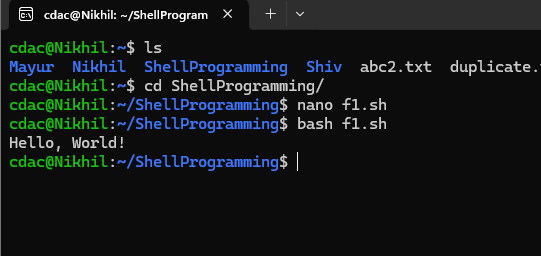 cdac@Nikhil: ~/ShellProgram
cdac@Nikhil:~$ ls
Mayur Nikhil ShellProgramming Shiv abc2.txt duplicate.
cdac@Nikhil:~$ cd ShellProgramming/
cdac@Nikhil:~/ShellProgramming$ nano f1.sh
cdac@Nikhil:~/ShellProgramming$ bash f1.sh
Hello, World!
cdac@Nikhil:~/ShellProgramming$